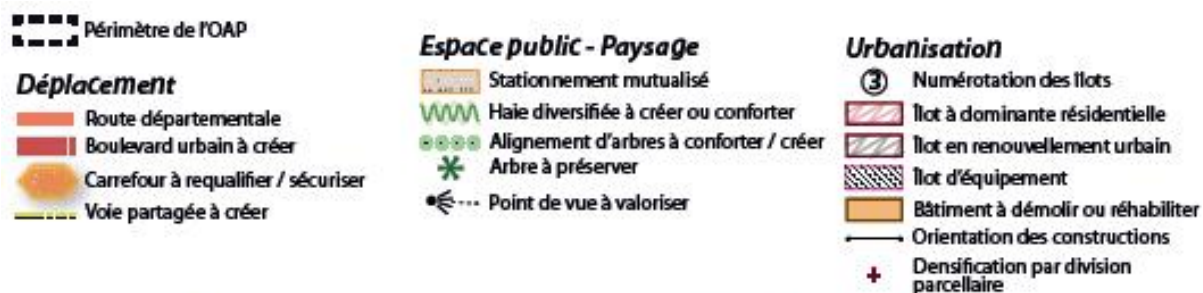 Périmètre de l'OAP
Déplacement
Route départementale
Boulevard urbain à créer
Carrefour à requalifier / sécuriser
Voie partagée à créer
Espace public - Paysage
Stationnement mutualisé
Haie diversifiée à créer ou conforter
Alignement d'arbres à conforter / créer
Arbre à préserver
Point de vue à valoriser
Urbanisation
3 Numérotation des îlots
Îlot à dominante résidentielle
Îlot en renouvellement urbain
Îlot d'équipement
Bâtiment à démolir ou réhabiliter
Orientation des constructions
Densification par division
parcellaire